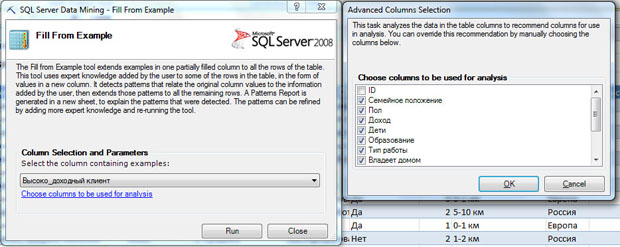 SQL Server Data Mining - Fill From Example
Fill From Example
Microsoft
SQL Server 2008
The Fill from Example tool extends examples in one partially filled column to all the rows of the table.
This tool uses expert knowledge added by the user to some of the rows in the table, in the form of
values in a new column. It detects patterns that relate the original column values to the information
added by the user, then extends those patterns to all the remaining rows. A Patterns Report is
generated in a new sheet, to explain the patterns that were detected. The patterns can be refined
by adding more expert knowledge and re-running the tool.
Column Selection and Parameters
Select the column containing examples:
Высоко_доходный клиент
Choose columns to be used for analysis
Run
Close
Advanced Columns Selection
This task analyzes the data in the table columns to recommend columns for use
in analysis. You can override this recommendation by manually choosing the
columns below.
Choose columns to be used for analysis
ID
Семейное положение
Пол
Доход
Дети
Образование
Тип работы
Владеет домом
OK
Cancel
Да 2 5-10 км Россия
Да 1 0-1 км Европа
Нет 2 1-2 км Россия